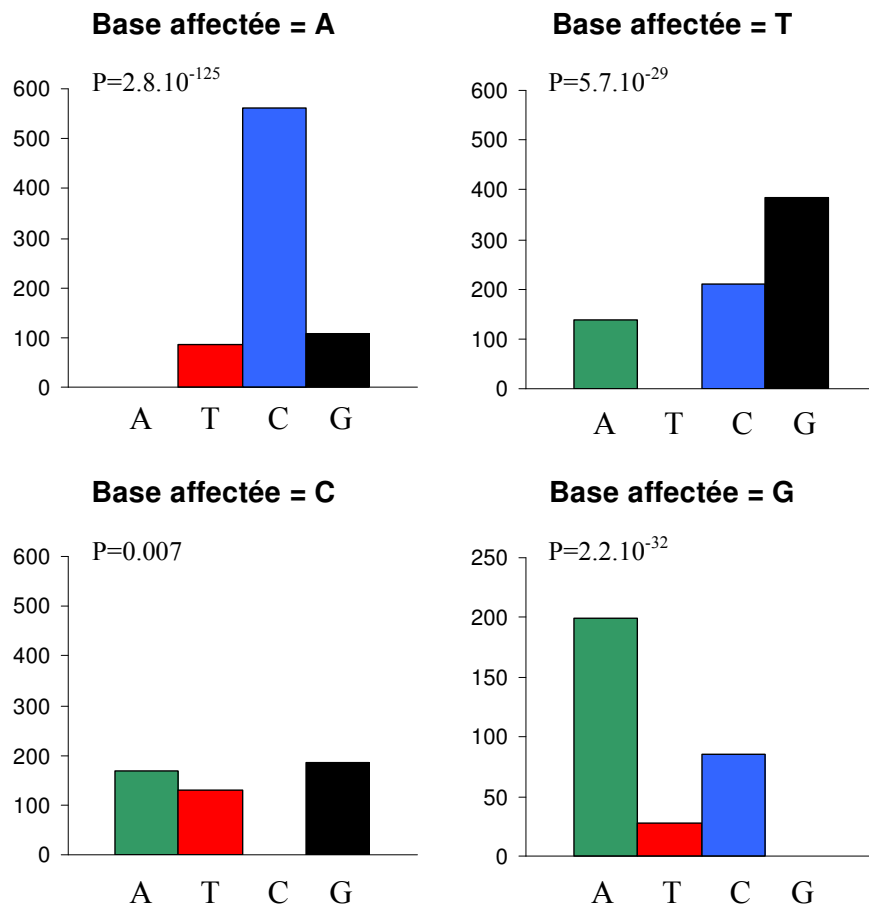 Base affectée = A
P=2.8.10-125
600
500
400
300
200
100
0
A T C G
Base affectée = T
P=5.7.10-29
600
500
400
300
200
100
0
A T C G
Base affectée = C
P=0.007
600
500
400
300
200
100
0
A T C G
Base affectée = G
P=2.2.10-32
250
200
150
100
50
0
A T C G